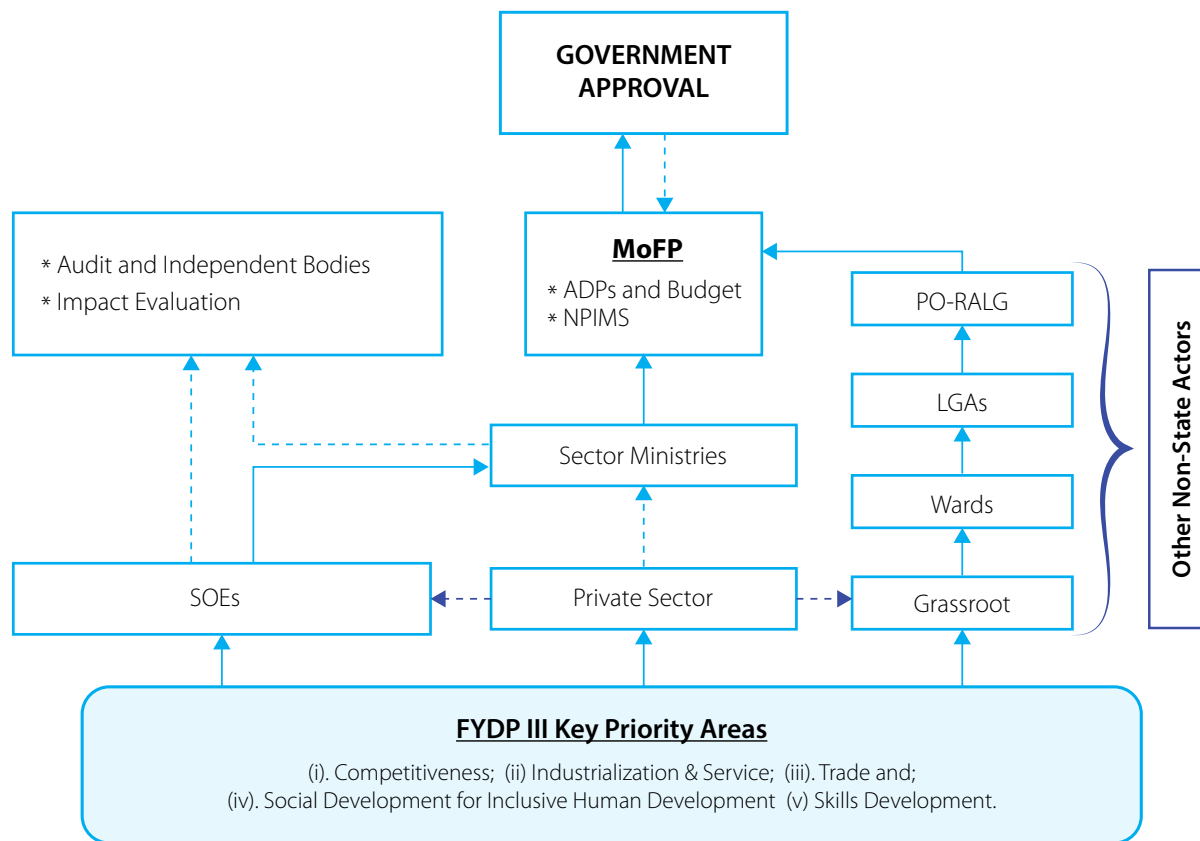 GOVERNMENT
APPROVAL
* Audit and Independent Bodies
* Impact Evaluation
MoFP
* ADPs and Budget
* NPIMS
PO-RALG
LGAs
Sector Ministries
Wards
SOEs
Private Sector
Grassroot
Other Non-State Actors
FYDP III Key Priority Areas
(i). Competitiveness; (ii) Industrialization & Service; (iii). Trade and;
(iv). Social Development for Inclusive Human Development (v) Skills Development.